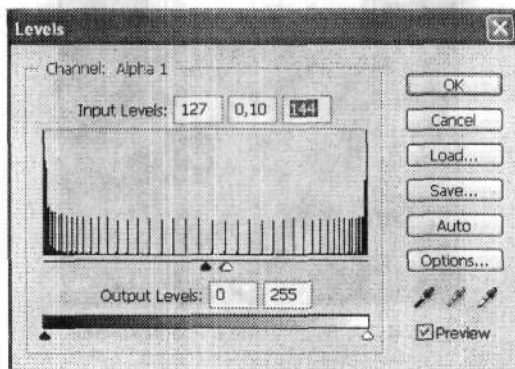 Levels
Channel: Alpha 1
Input Levels: 127 0,10 144
Output Levels: 0 255
OK
Cancel
Load...
Save...
Auto
Options...
Preview